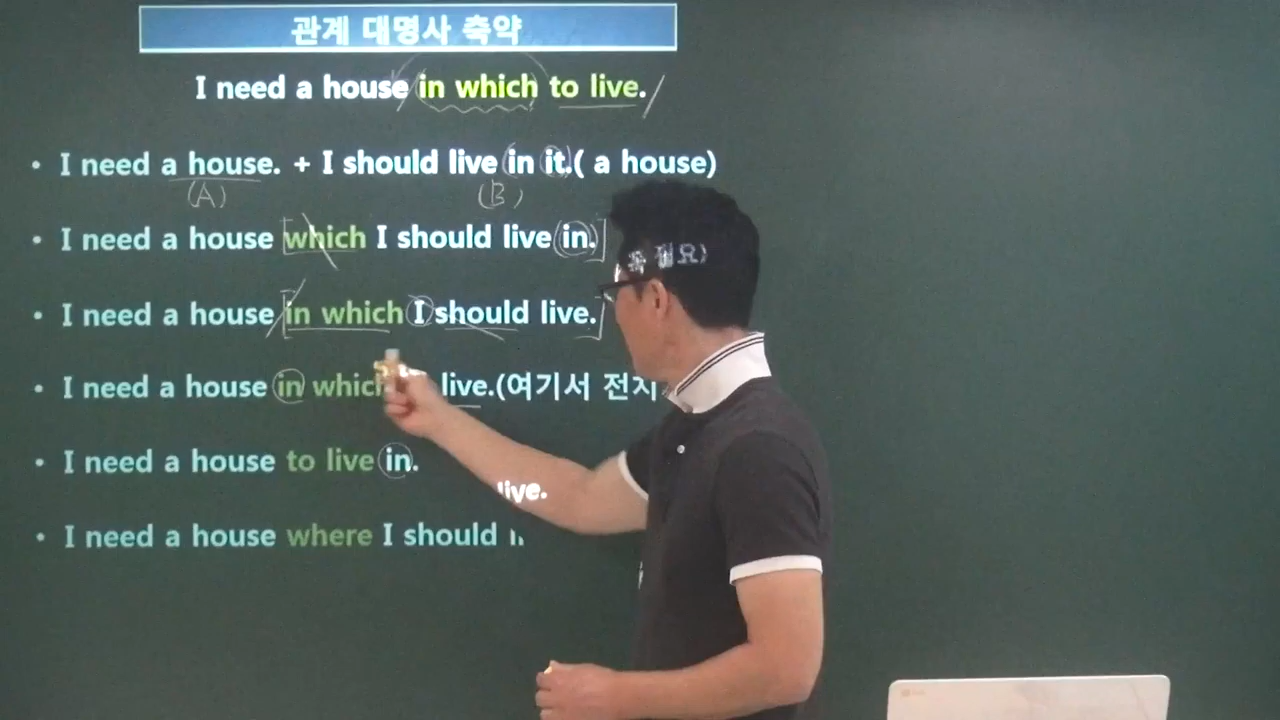 관계 대명사 축약
I need a house in which to live.
• I need a house. + I should live in it.( a house)
(A) (B)
• I need a house [which I should live in.]
• I need a house [in which I should live.]
• I need a house in which live.(여기서 전치 필요)
• I need a house to live in.
• I need a house where I should live.